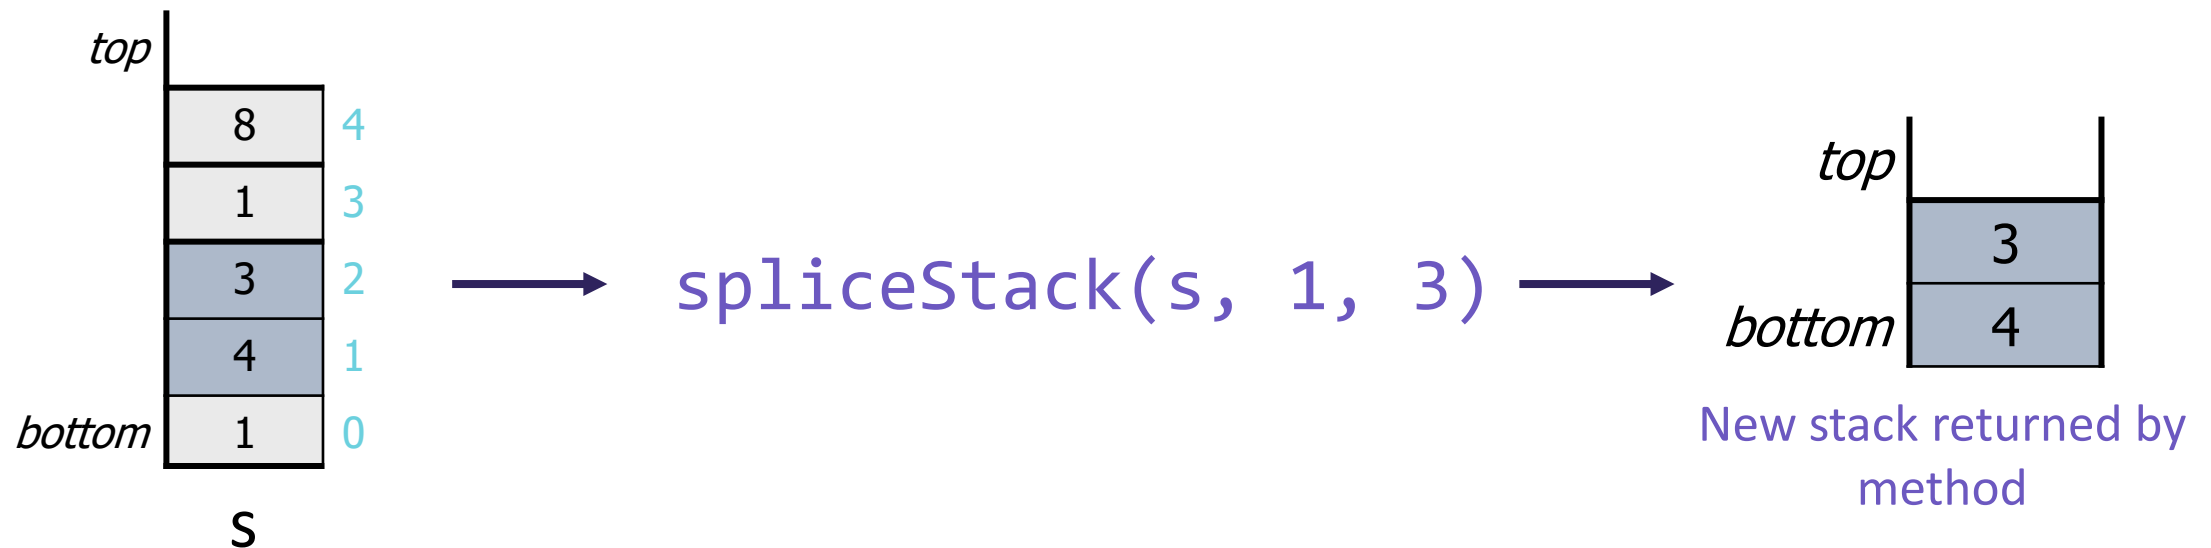 top
8 4
1 3
3 2
4 1
bottom 1 0
s
spliceStack(s, 1, 3)
top
3
bottom 4
New stack returned by
method